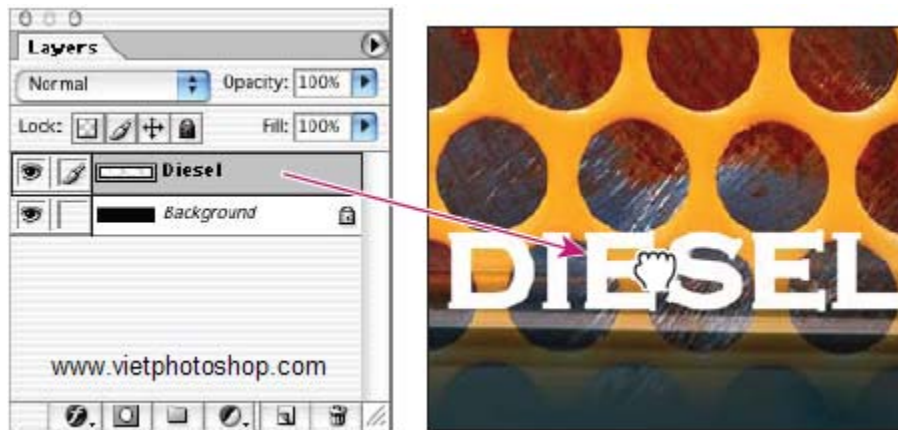 Layers
Normal Opacity: 100%
Lock: Fill: 100%
Diesel
Background
www.vietphotoshop.com
DIESEL